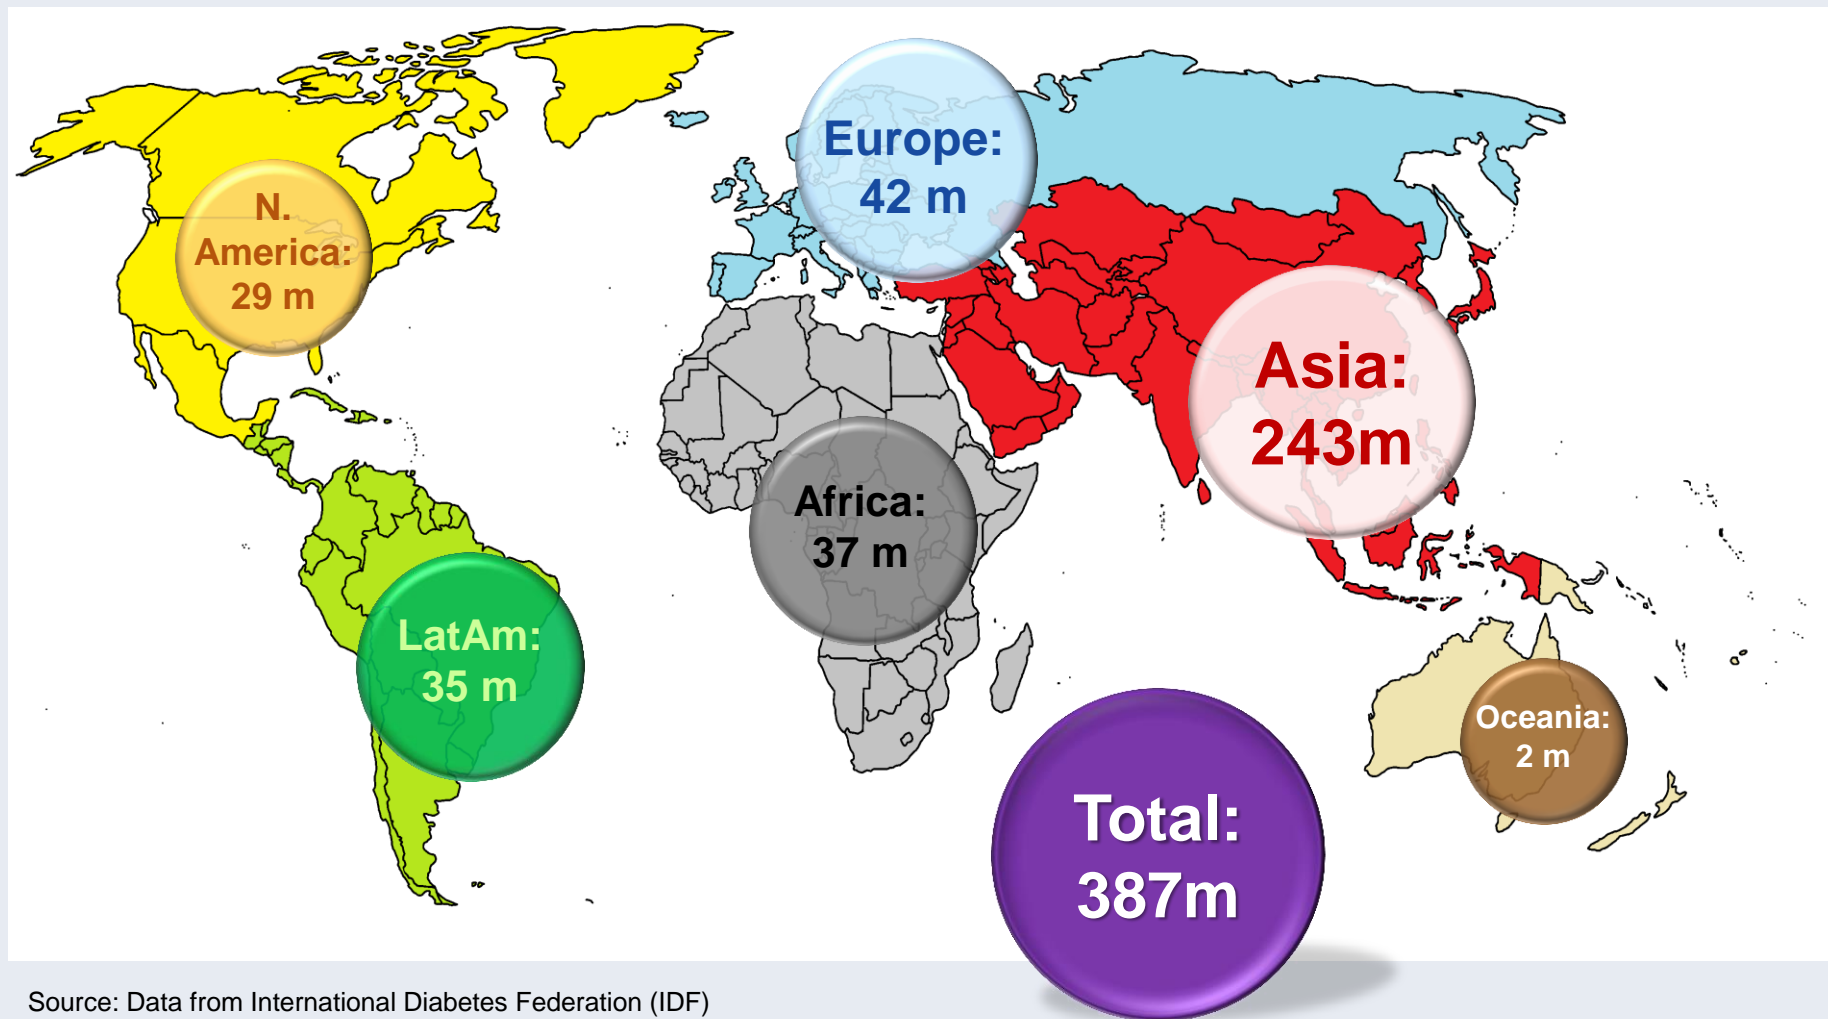 Europe:
42 m
N.
America:
29 m
Asia:
243m
Africa:
37 m
LatAm:
35 m
Oceania:
2 m
Total:
387m
Source: Data from International Diabetes Federation (IDF)